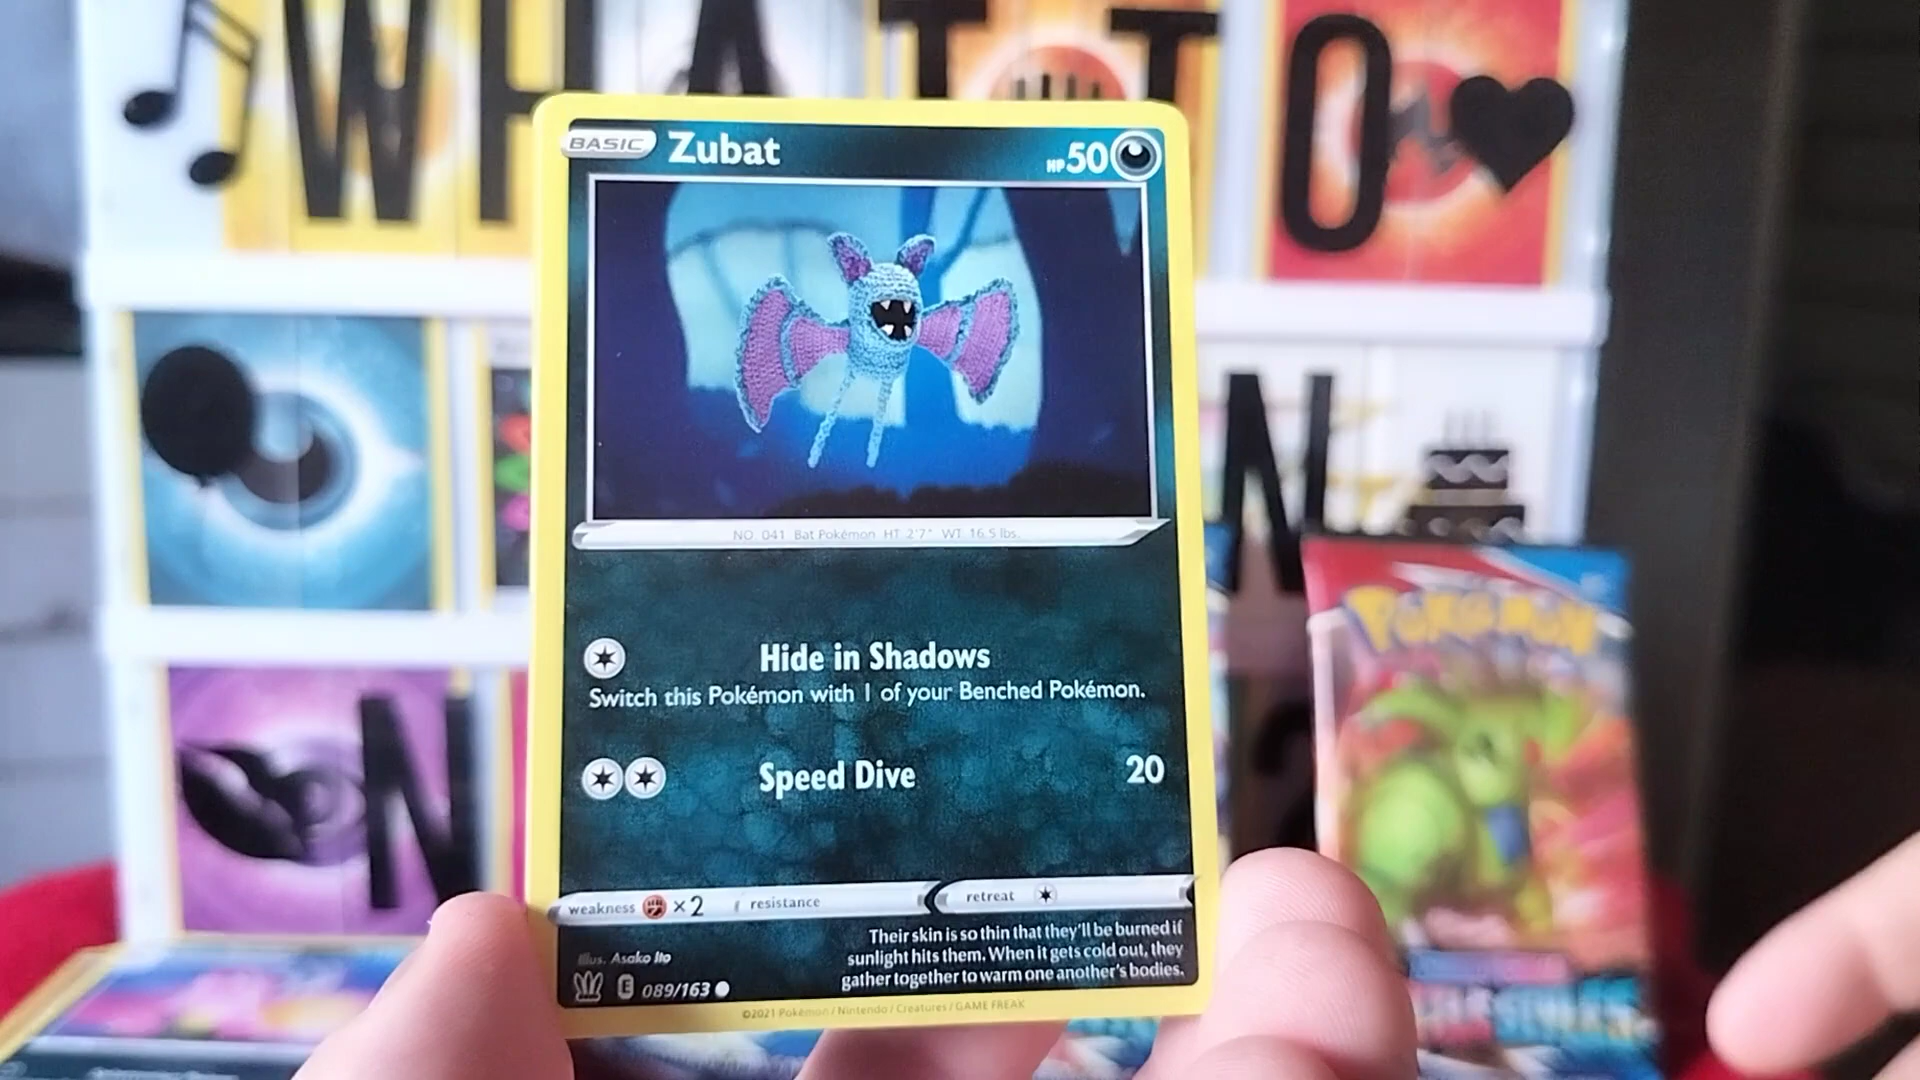 WHAT TO
BASIC Zubat HP 50
NO. 041 Bat Pokémon HT 2'7" WT 16.5 lbs.
Hide in Shadows
Switch this Pokémon with 1 of your Benched Pokémon.
Speed Dive 20
weakness ×2 resistance retreat
Their skin is so thin that they'll be burned if
sunlight hits them. When it gets cold out, they
gather together to warm one another's bodies.
Illus. Asako Ito
E 089/163
©2021 Pokémon / Nintendo / Creatures / GAME FREAK
N
N
POKÉMON